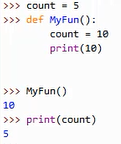 >>> count = 5
>>> def MyFun():
        count = 10
        print(10)

>>> MyFun()
10
>>> print(count)
5